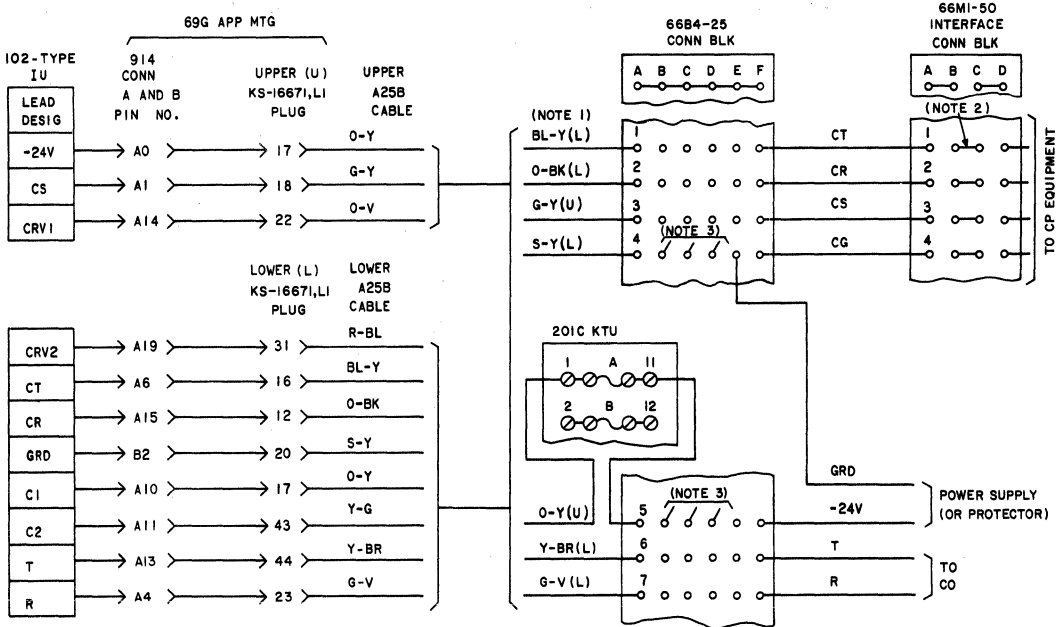 69G APP MTG
102-TYPE
IU
LEAD
DESIG
914
CONN
A AND B
PIN NO.
UPPER (U)
KS-16671,L1
PLUG
UPPER
A25B
CABLE
-24V A0 17 O-Y
CS A1 18 G-Y
CRV1 A14 22 O-V
LOWER (L)
KS-16671,L1
PLUG
LOWER
A25B
CABLE
CRV2 A19 31 R-BL
CT A6 16 BL-Y
CR A15 12 O-BK
GRD B2 20 S-Y
C1 A10 17 O-Y
C2 A11 43 Y-G
T A13 44 Y-BR
R A4 23 G-V
66B4-25
CONN BLK
A B C D E F
66M1-50
INTERFACE
CONN BLK
A B C D
(NOTE 1)
(NOTE 2)
BL-Y(L) 1 CT 1
O-BK(L) 2 CR 2
G-Y(U) 3 CS 3
(NOTE 3)
S-Y(L) 4 CG 4
TO CP EQUIPMENT
201C KTU
1 A 11
2 B 12
GRD
(NOTE 3)
O-Y(U) 5 -24V
POWER SUPPLY
(OR PROTECTOR)
Y-BR(L) 6 T
G-V(L) 7 R
TO
CO